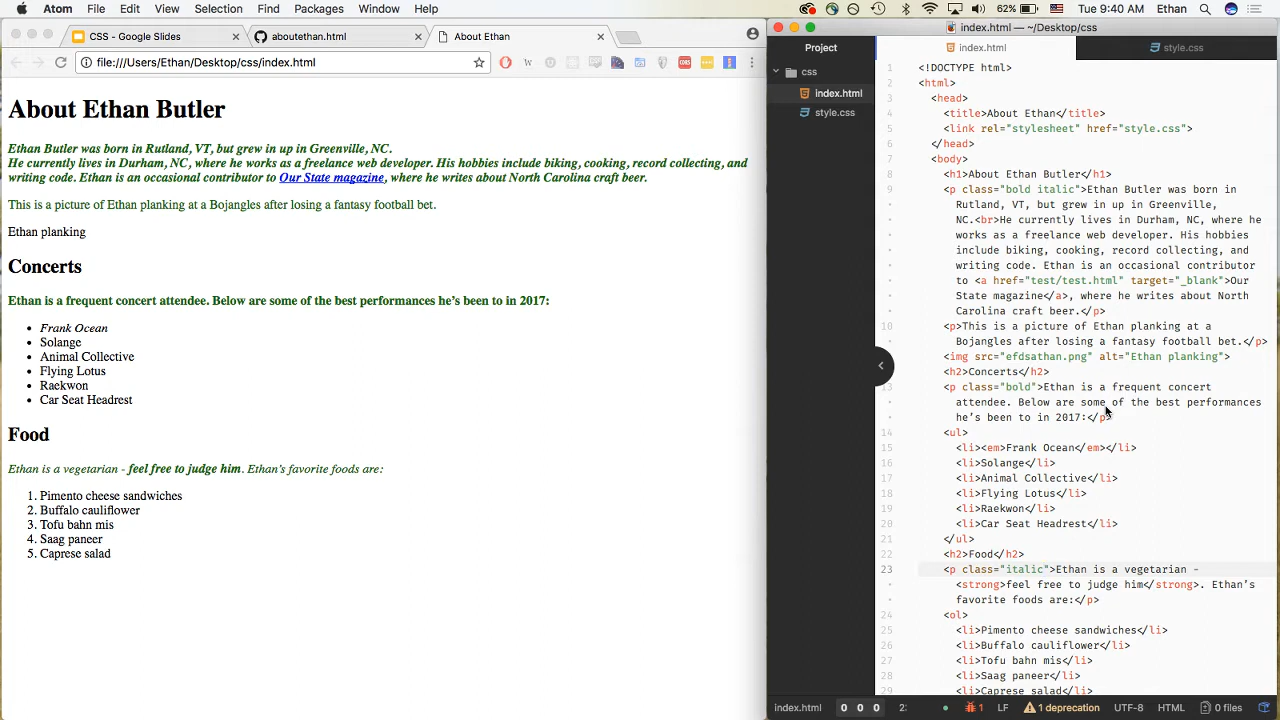 Atom File Edit View Selection Find Packages Window Help 62% Tue 9:40 AM Ethan
CSS - Google Slides aboutethan.html About Ethan
file:///Users/Ethan/Desktop/css/index.html
About Ethan Butler
Ethan Butler was born in Rutland, VT, but grew in up in Greenville, NC.
He currently lives in Durham, NC, where he works as a freelance web developer. His hobbies include biking, cooking, record collecting, and
writing code. Ethan is an occasional contributor to Our State magazine, where he writes about North Carolina craft beer.
This is a picture of Ethan planking at a Bojangles after losing a fantasy football bet.
Ethan planking
Concerts
Ethan is a frequent concert attendee. Below are some of the best performances he's been to in 2017:
• Frank Ocean
• Solange
• Animal Collective
• Flying Lotus
• Raekwon
• Car Seat Headrest
Food
Ethan is a vegetarian - feel free to judge him. Ethan's favorite foods are:
1. Pimento cheese sandwiches
2. Buffalo cauliflower
3. Tofu bahn mis
4. Saag paneer
5. Caprese salad
index.html — ~/Desktop/css
Project
css
index.html
style.css
index.html style.css
1 <!DOCTYPE html>
2 <html>
3 <head>
4 <title>About Ethan</title>
5 <link rel="stylesheet" href="style.css">
6 </head>
7 <body>
8 <h1>About Ethan Butler</h1>
9 <p class="bold italic">Ethan Butler was born in
Rutland, VT, but grew in up in Greenville,
NC.<br>He currently lives in Durham, NC, where he
works as a freelance web developer. His hobbies
include biking, cooking, record collecting, and
writing code. Ethan is an occasional contributor
to <a href="test/test.html" target="_blank">Our
State magazine</a>, where he writes about North
Carolina craft beer.</p>
10 <p>This is a picture of Ethan planking at a
Bojangles after losing a fantasy football bet.</p>
<img src="efdsathan.png" alt="Ethan planking">
<h2>Concerts</h2>
13 <p class="bold">Ethan is a frequent concert
attendee. Below are some of the best performances
he's been to in 2017:</p>
14 <ul>
15 <li><em>Frank Ocean</em></li>
16 <li>Solange</li>
17 <li>Animal Collective</li>
18 <li>Flying Lotus</li>
19 <li>Raekwon</li>
20 <li>Car Seat Headrest</li>
21 </ul>
22 <h2>Food</h2>
23 <p class="italic">Ethan is a vegetarian -
<strong>feel free to judge him</strong>. Ethan's
favorite foods are:</p>
24 <ol>
25 <li>Pimento cheese sandwiches</li>
26 <li>Buffalo cauliflower</li>
27 <li>Tofu bahn mis</li>
28 <li>Saag paneer</li>
29 <li>Caprese salad</li>
index.html 0 0 0 2: 1 LF 1 deprecation UTF-8 HTML 0 files